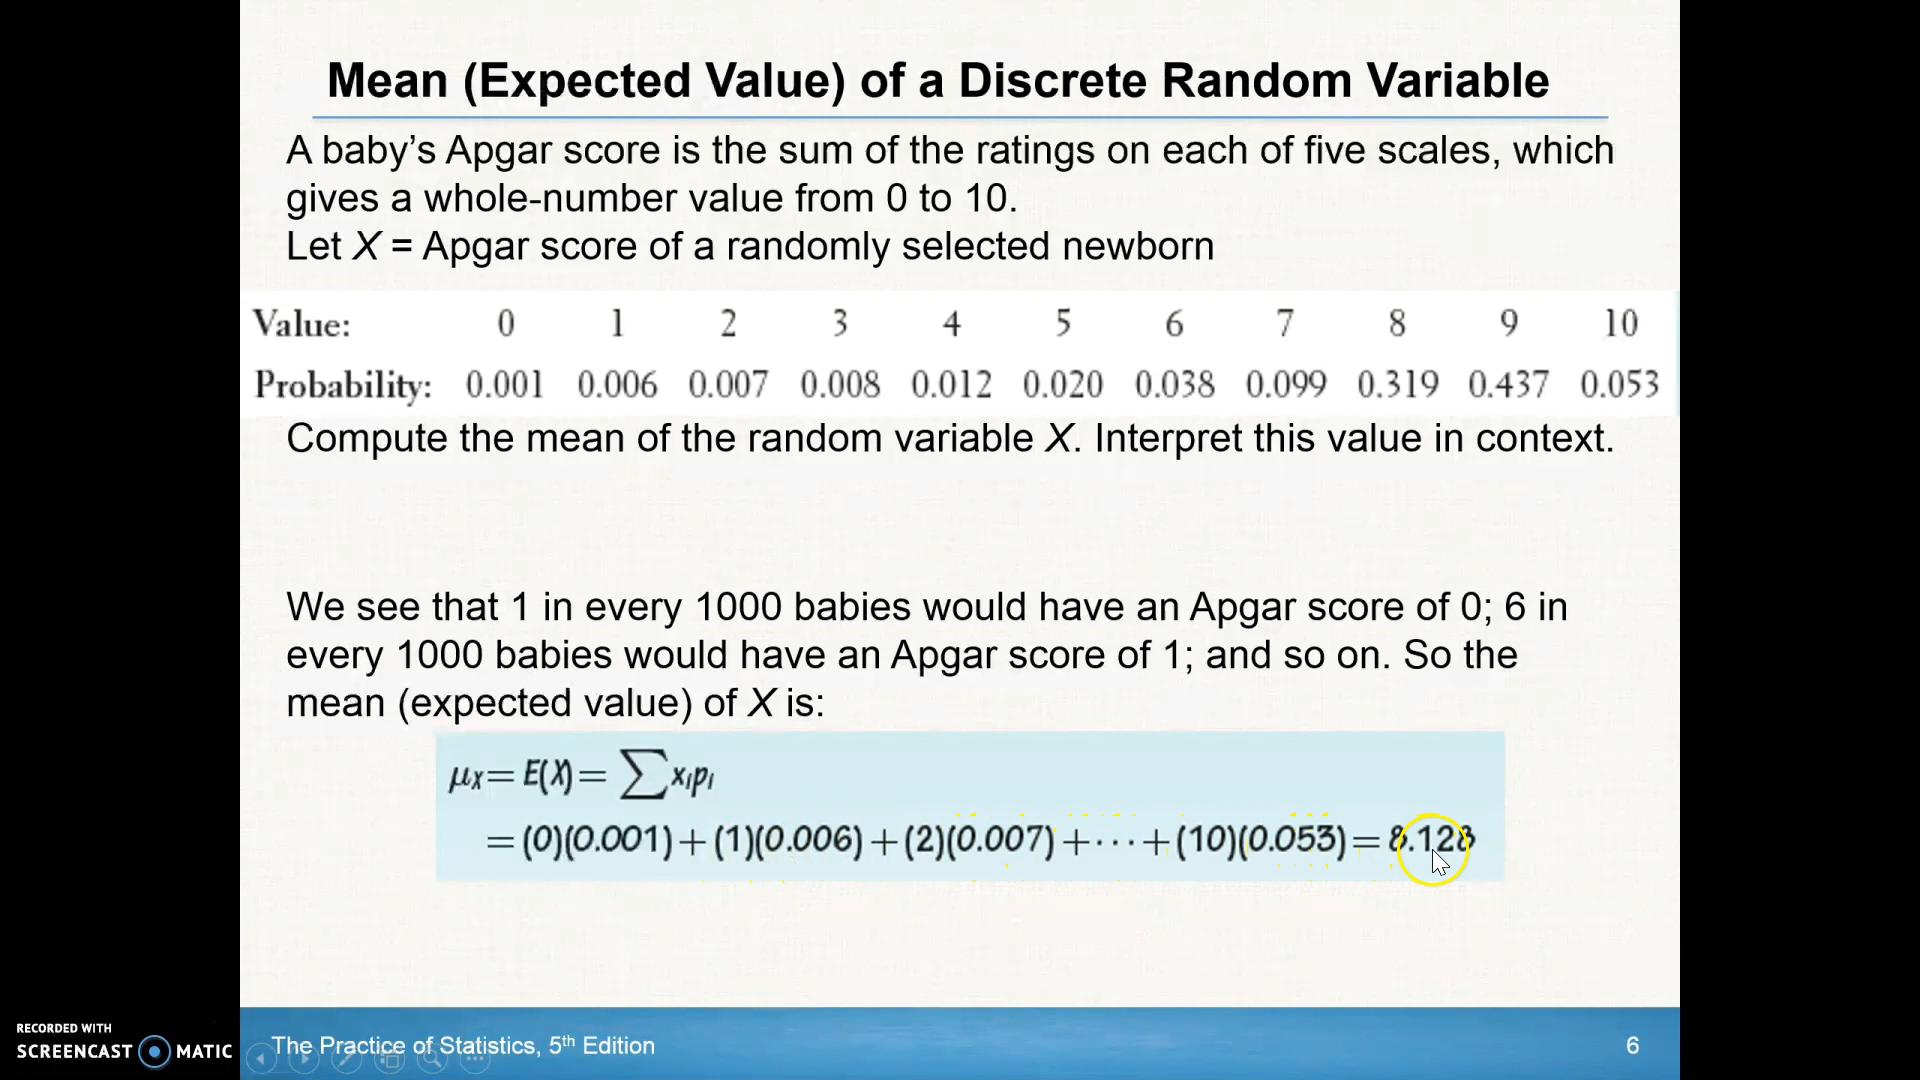 Mean (Expected Value) of a Discrete Random Variable
A baby’s Apgar score is the sum of the ratings on each of five scales, which
gives a whole-number value from 0 to 10.
Let X = Apgar score of a randomly selected newborn
Value: 0 1 2 3 4 5 6 7 8 9 10
Probability: 0.001 0.006 0.007 0.008 0.012 0.020 0.038 0.099 0.319 0.437 0.053
Compute the mean of the random variable X. Interpret this value in context.
We see that 1 in every 1000 babies would have an Apgar score of 0; 6 in
every 1000 babies would have an Apgar score of 1; and so on. So the
mean (expected value) of X is:
μₓ = E(X) = ∑ xᵢpᵢ
= (0)(0.001) + (1)(0.006) + (2)(0.007) + ··· + (10)(0.053) = 8.128
The Practice of Statistics, 5th Edition
6
RECORDED WITH
SCREENCAST MATIC